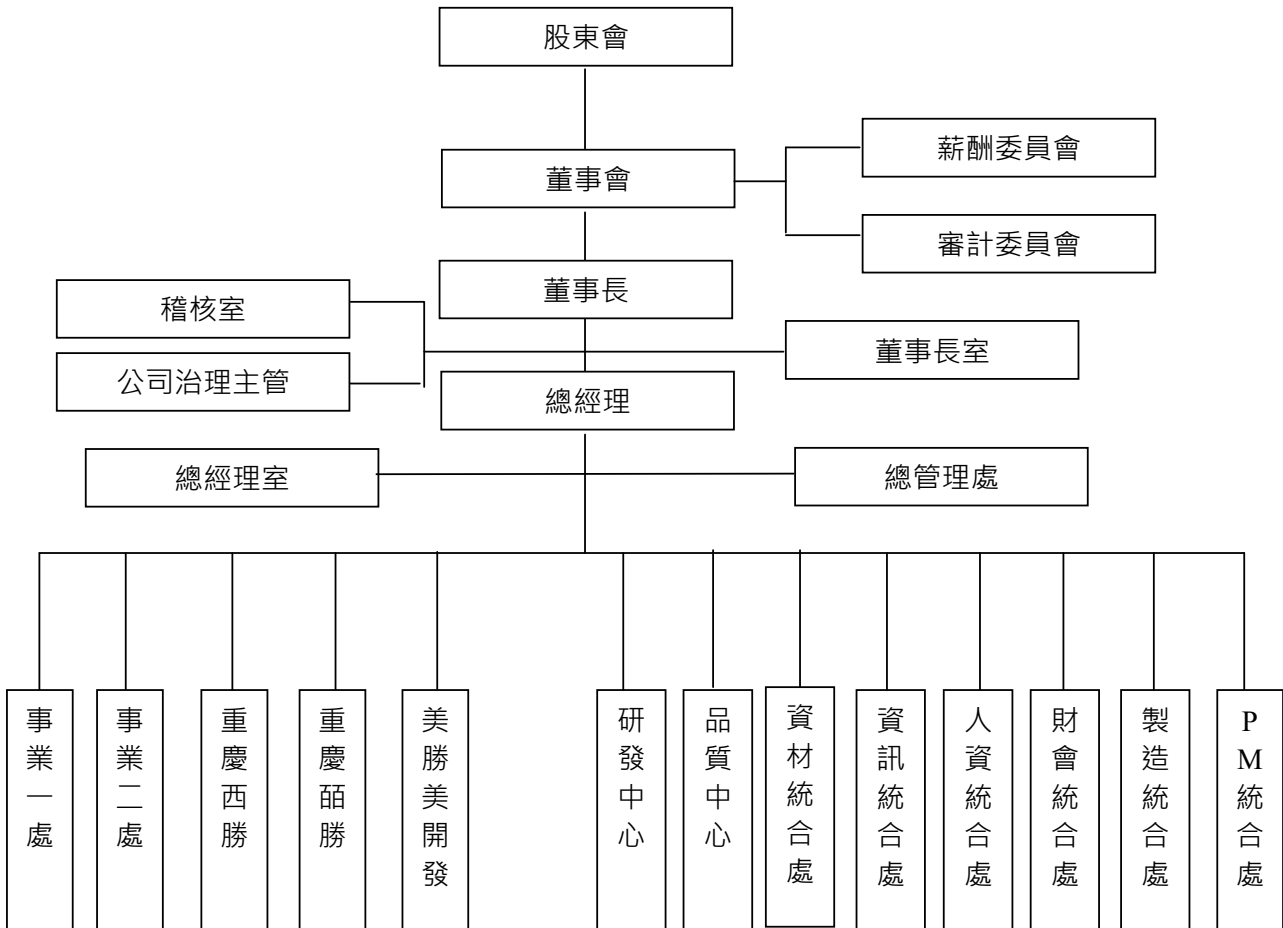 股東會
薪酬委員會
董事會
審計委員會
董事長
稽核室
董事長室
公司治理主管
總經理
總經理室
總管理處
事業一處
事業二處
重慶西勝
重慶皕勝
美勝美開發
研發中心
品質中心
資材統合處
資訊統合處
人資統合處
財會統合處
製造統合處
PM統合處